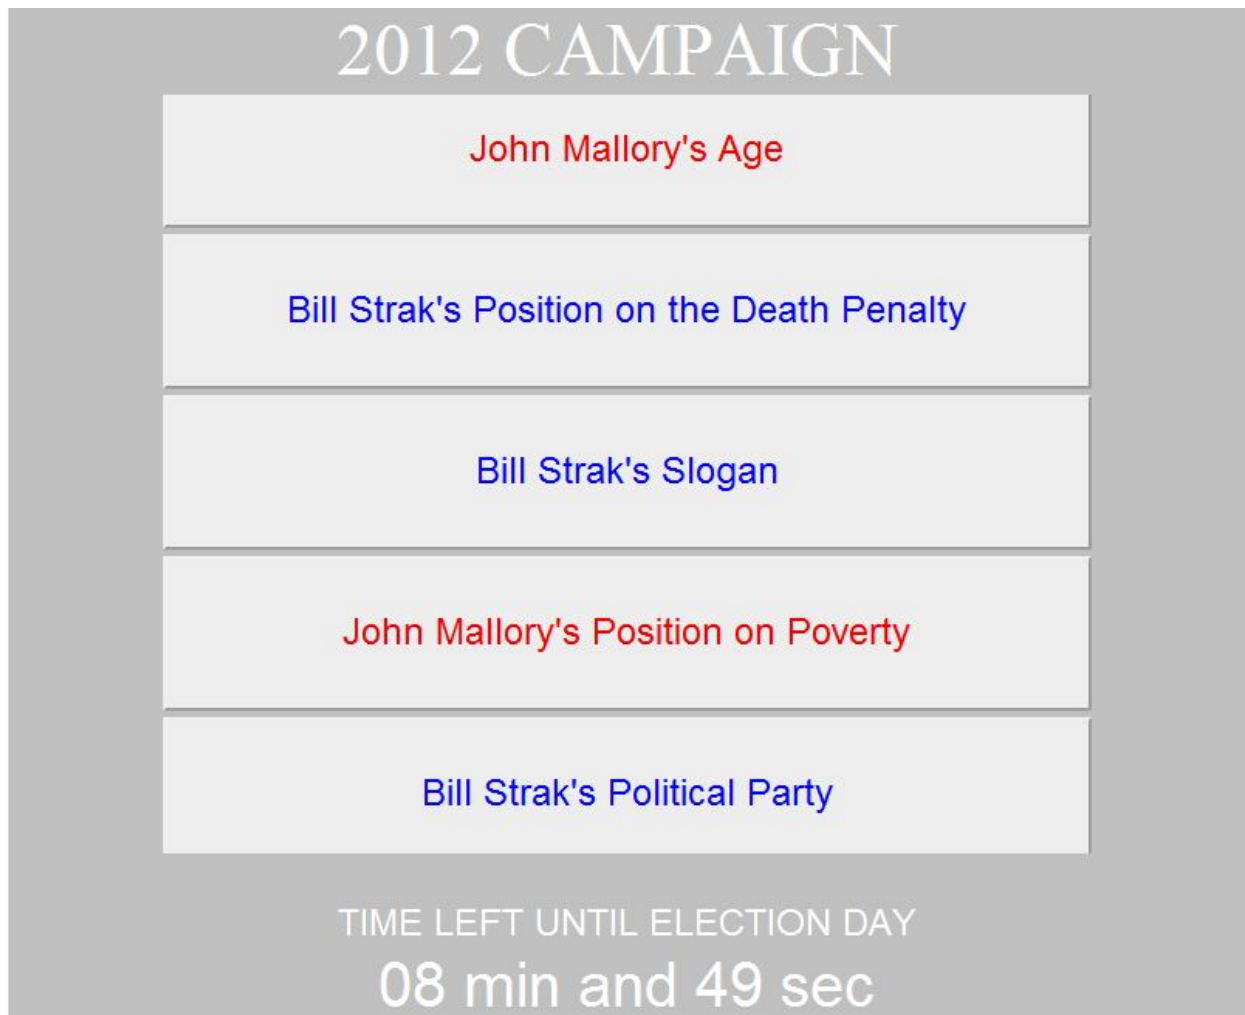 2012 CAMPAIGN
John Mallory's Age
Bill Strak's Position on the Death Penalty
Bill Strak's Slogan
John Mallory's Position on Poverty
Bill Strak's Political Party
TIME LEFT UNTIL ELECTION DAY
08 min and 49 sec